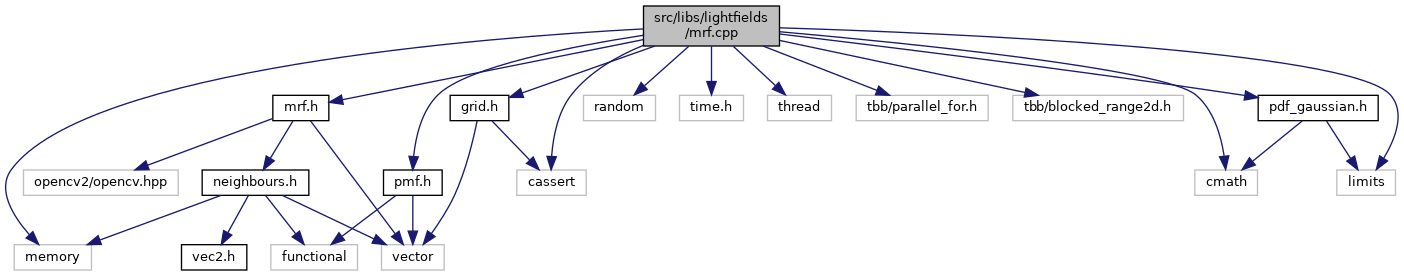 src/libs/lightfields
/mrf.cpp
mrf.h
grid.h
random
time.h
thread
tbb/parallel_for.h
tbb/blocked_range2d.h
pdf_gaussian.h
opencv2/opencv.hpp
neighbours.h
pmf.h
cassert
cmath
limits
memory
vec2.h
functional
vector